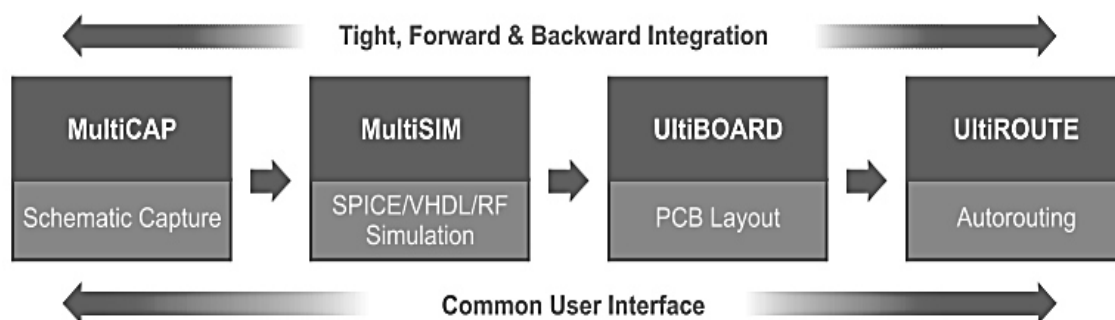 Tight, Forward & Backward Integration
MultiCAP
Schematic Capture
MultiSIM
SPICE/VHDL/RF
Simulation
UltiBOARD
PCB Layout
UltiROUTE
Autorouting
Common User Interface